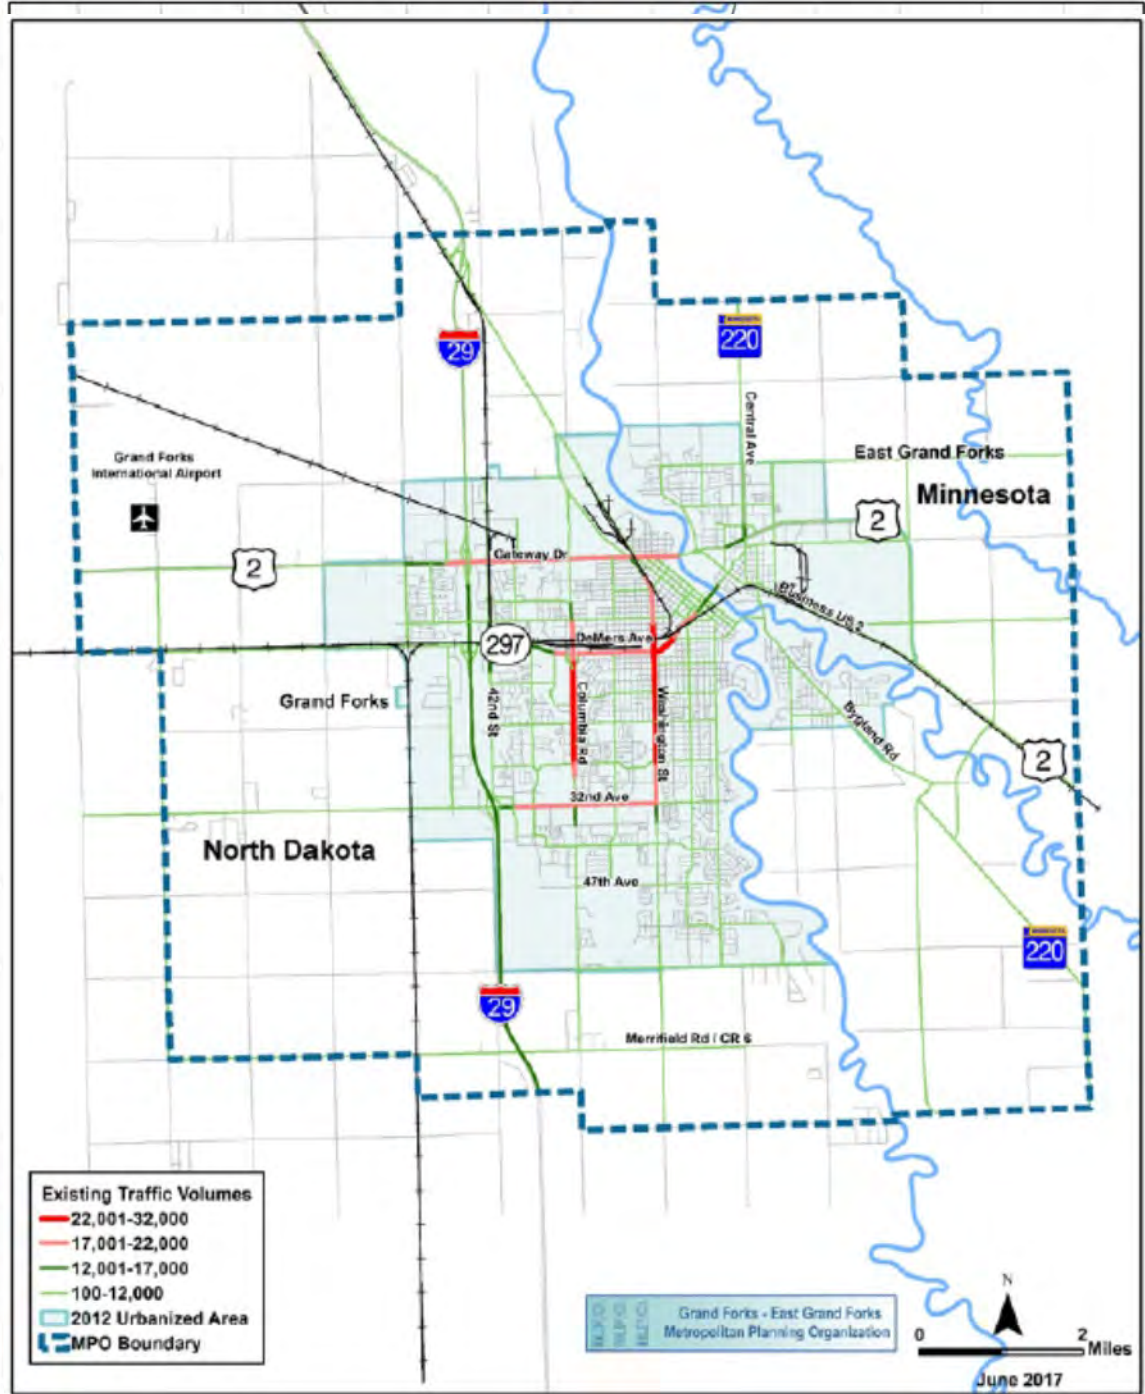 29
220
Central Ave
Grand Forks
International Airport
East Grand Forks
Minnesota
2
Gateway Dr
2
Business US 2
297
DeMers Ave
Grand Forks
42nd St
Columbia Rd
Washington St
Bygland Rd
2
32nd Ave
North Dakota
47th Ave
220
29
Merrifield Rd / CR 6
Existing Traffic Volumes
22,001-32,000
17,001-22,000
12,001-17,000
100-12,000
2012 Urbanized Area
MPO Boundary
Grand Forks - East Grand Forks
Metropolitan Planning Organization
N
0 2 Miles
June 2017